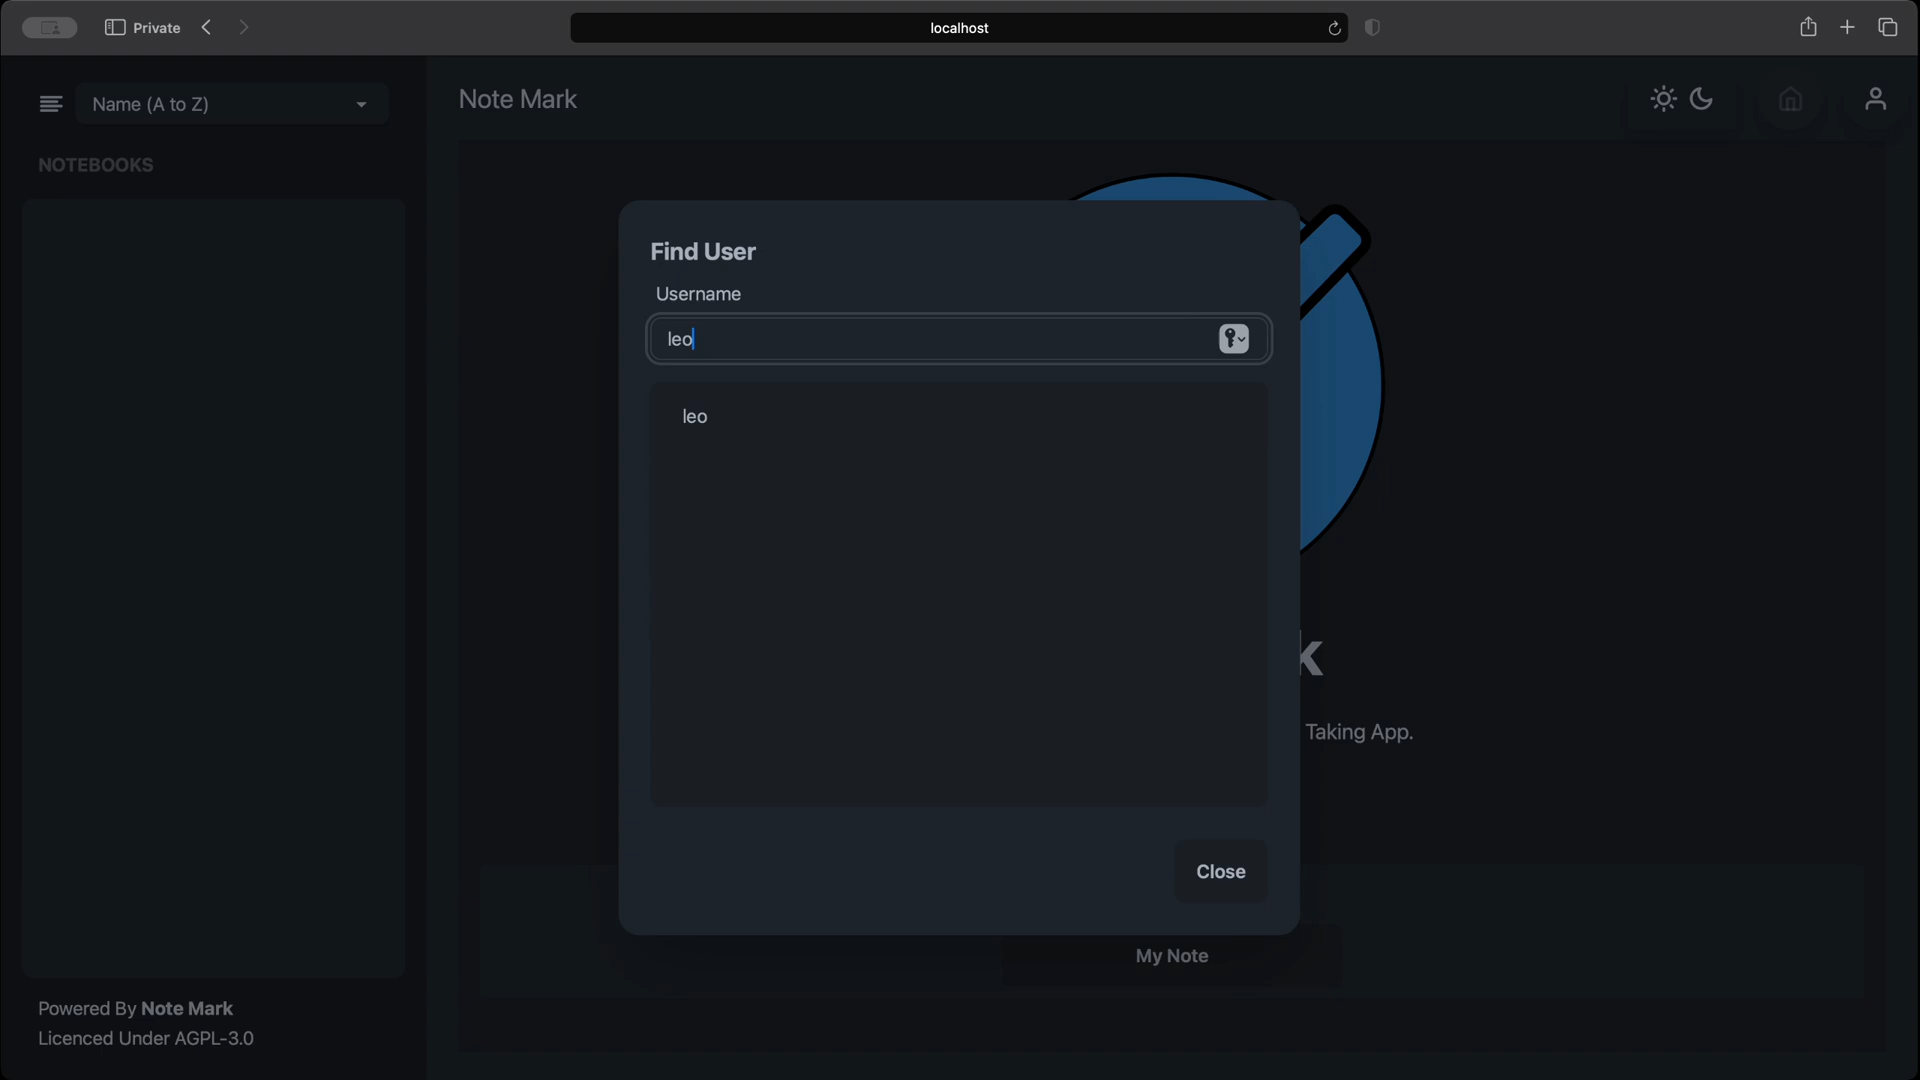 Private
localhost
Name (A to Z)
NOTEBOOKS
Note Mark
Find User
Username
leo
leo
k
Taking App.
Close
My Note
Powered By Note Mark
Licenced Under AGPL-3.0